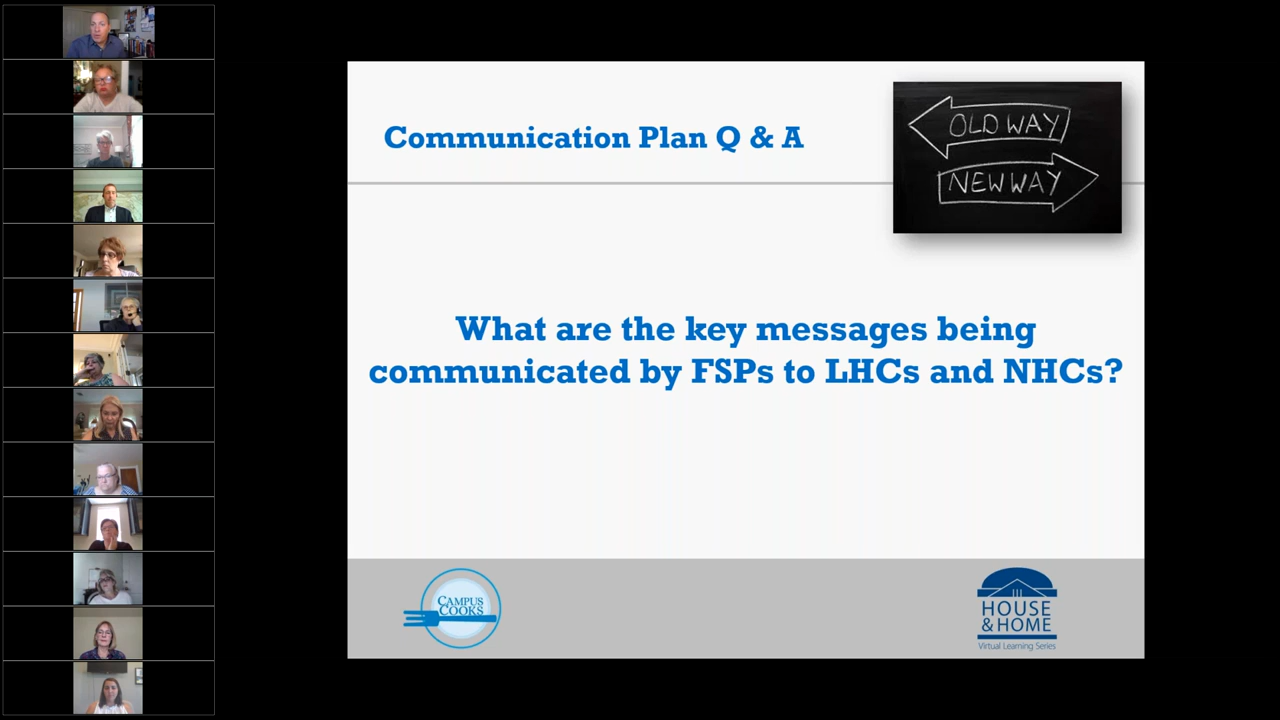 Communication Plan Q & A
OLD WAY
NEW WAY
What are the key messages being
communicated by FSPs to LHCs and NHCs?
CAMPUS
COOKS
HOUSE
& HOME
Virtual Learning Series